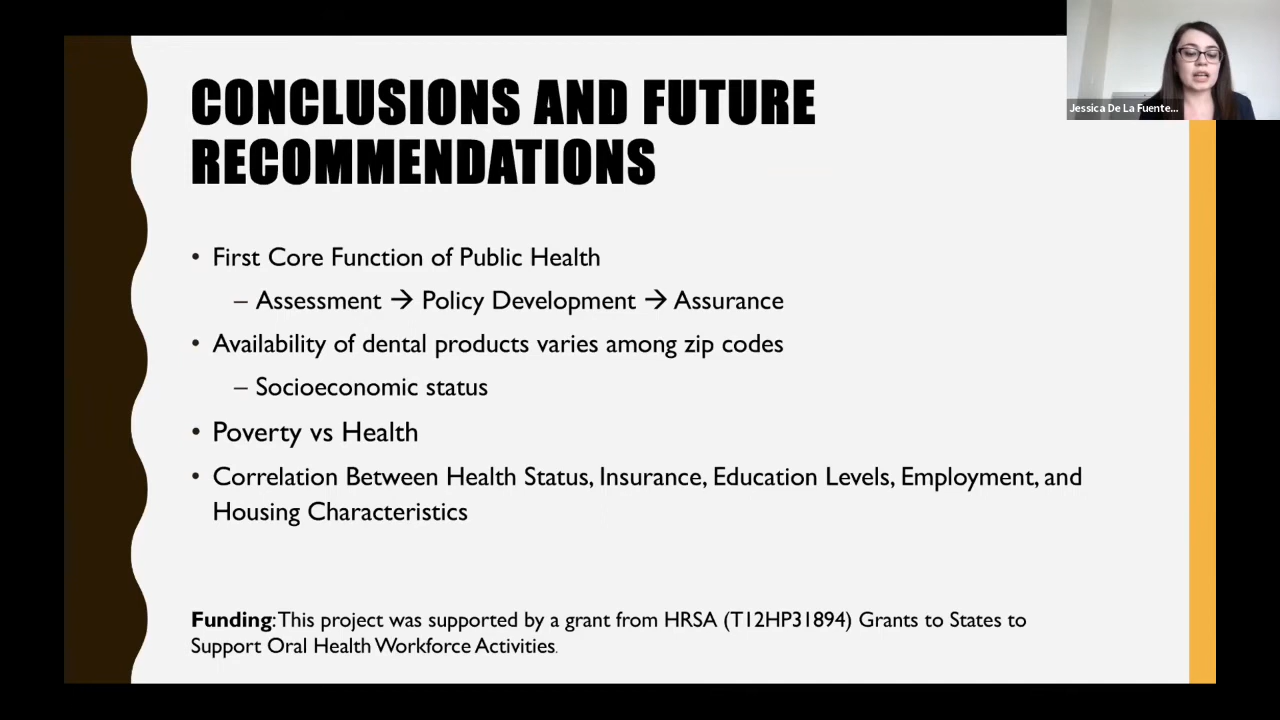 CONCLUSIONS AND FUTURE
RECOMMENDATIONS
Jessica De La Fuente...
• First Core Function of Public Health
– Assessment → Policy Development → Assurance
• Availability of dental products varies among zip codes
– Socioeconomic status
• Poverty vs Health
• Correlation Between Health Status, Insurance, Education Levels, Employment, and
Housing Characteristics
Funding: This project was supported by a grant from HRSA (T12HP31894) Grants to States to
Support Oral Health Workforce Activities.